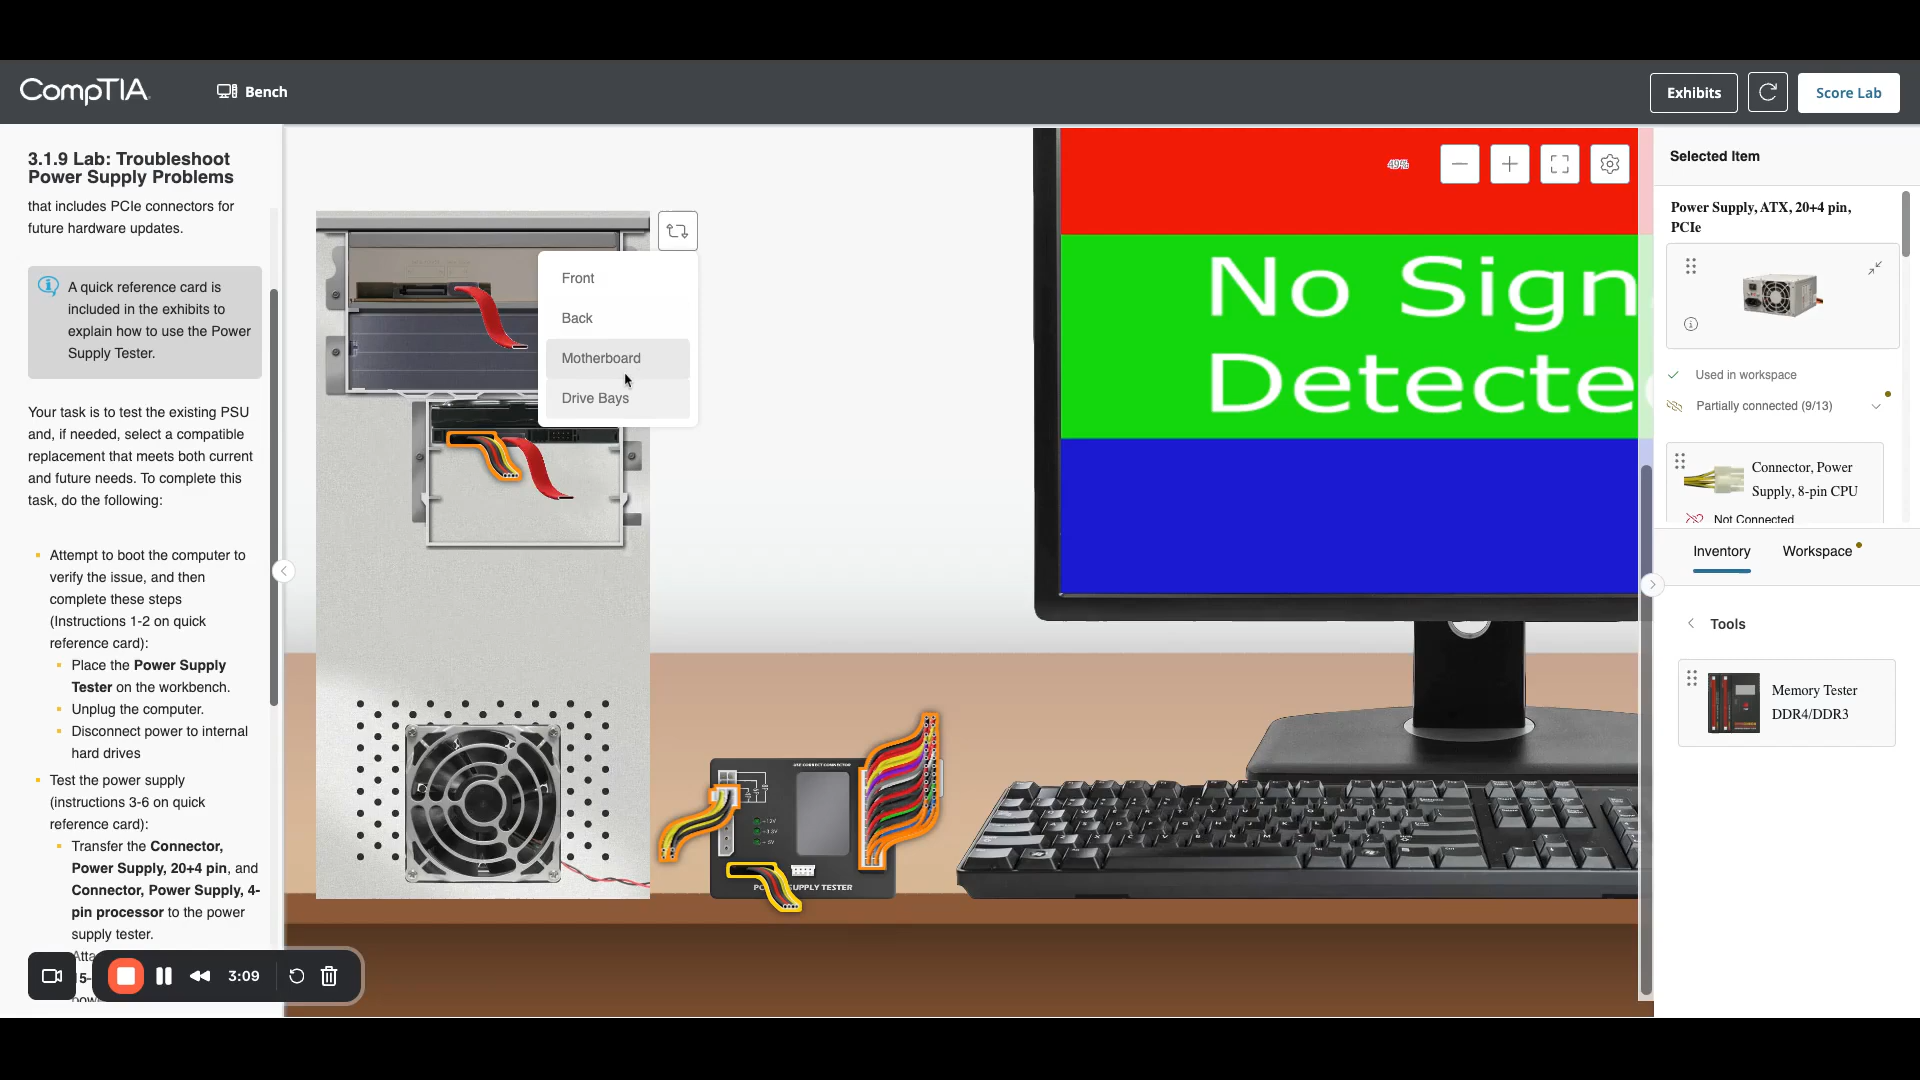 CompTIA
Bench
Exhibits
Score Lab
3.1.9 Lab: Troubleshoot
Power Supply Problems
that includes PCIe connectors for
future hardware updates.
A quick reference card is
included in the exhibits to
explain how to use the Power
Supply Tester.
Your task is to test the existing PSU
and, if needed, select a compatible
replacement that meets both current
and future needs. To complete this
task, do the following:
Attempt to boot the computer to
verify the issue, and then
complete these steps
(Instructions 1-2 on quick
reference card):
Place the Power Supply
Tester on the workbench.
Unplug the computer.
Disconnect power to internal
hard drives
Test the power supply
(instructions 3-6 on quick
reference card):
Transfer the Connector,
Power Supply, 20+4 pin, and
Connector, Power Supply, 4-
pin processor to the power
supply tester.
3:09
Front
Back
Motherboard
Drive Bays
49%
No Sign
Detecte
USE CORRECT CONNECTOR
+12V
+3.3V
+5V
SUPPLY TESTER
Selected Item
Power Supply, ATX, 20+4 pin,
PCIe
Used in workspace
Partially connected (9/13)
Connector, Power
Supply, 8-pin CPU
Not Connected
Inventory
Workspace
Tools
Memory Tester
DDR4/DDR3